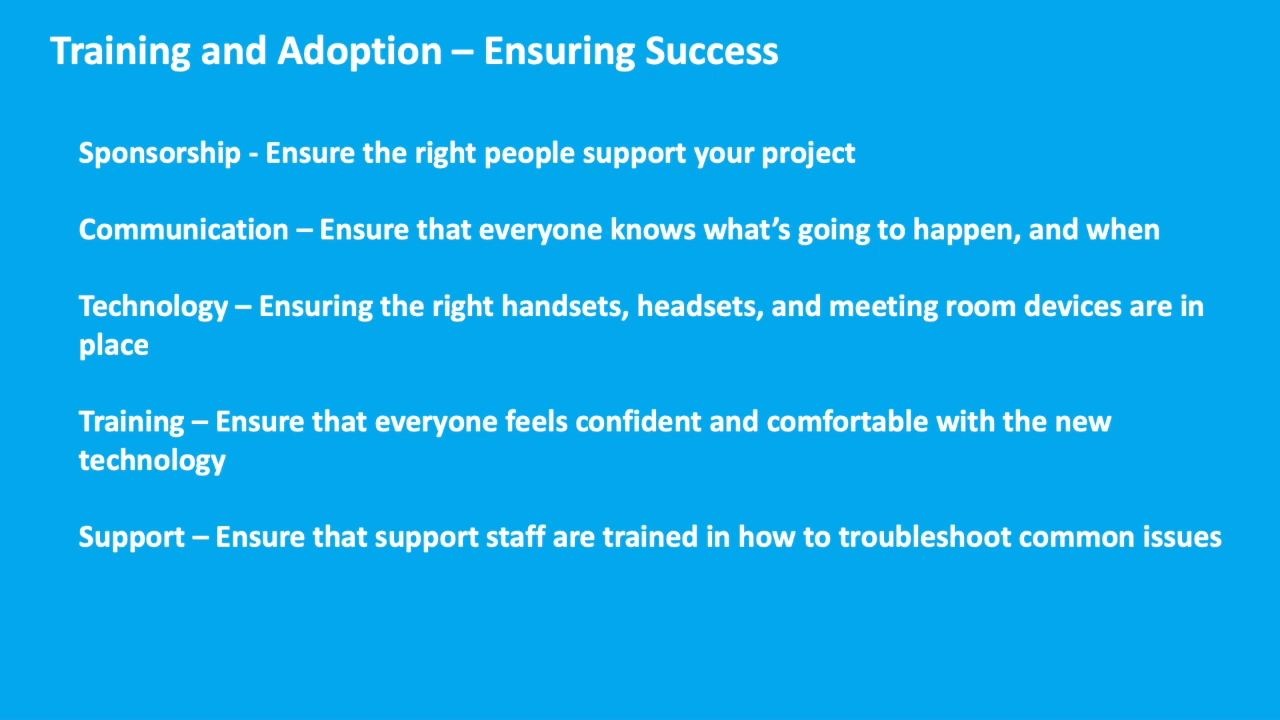 Training and Adoption – Ensuring Success
Sponsorship - Ensure the right people support your project
Communication – Ensure that everyone knows what’s going to happen, and when
Technology – Ensuring the right handsets, headsets, and meeting room devices are in
place
Training – Ensure that everyone feels confident and comfortable with the new
technology
Support – Ensure that support staff are trained in how to troubleshoot common issues